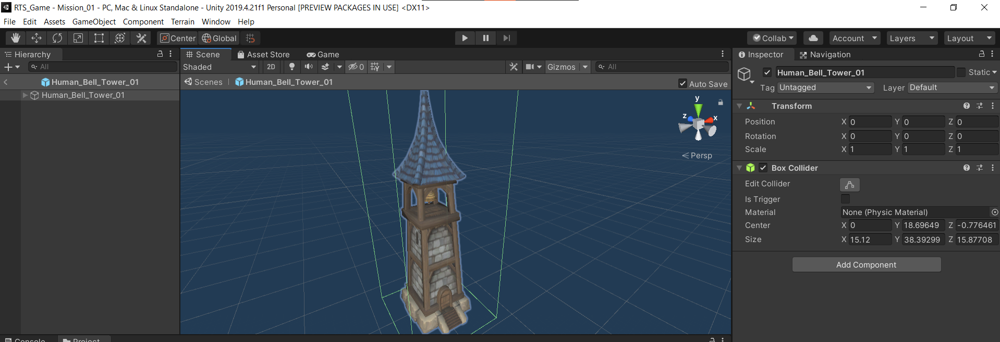 RTS_Game - Mission_01 - PC, Mac & Linux Standalone - Unity 2019.4.21f1 Personal [PREVIEW PACKAGES IN USE] <DX11>
File Edit Assets GameObject Component Terrain Window Help
Center Global Collab Account Layers Layout
Hierarchy Scene Asset Store Game Inspector Navigation
All Shaded 2D 0 Gizmos All
Human_Bell_Tower_01 Scenes Human_Bell_Tower_01 Auto Save
Human_Bell_Tower_01
y
z x
Persp
Human_Bell_Tower_01 Static
Tag Untagged Layer Default
Transform
Position X 0 Y 0 Z 0
Rotation X 0 Y 0 Z 0
Scale X 1 Y 1 Z 1
Box Collider
Edit Collider
Is Trigger
Material None (Physic Material)
Center X 0 Y 18.69649 Z -0.776461
Size X 15.12 Y 38.39299 Z 15.87708
Add Component
Console Project